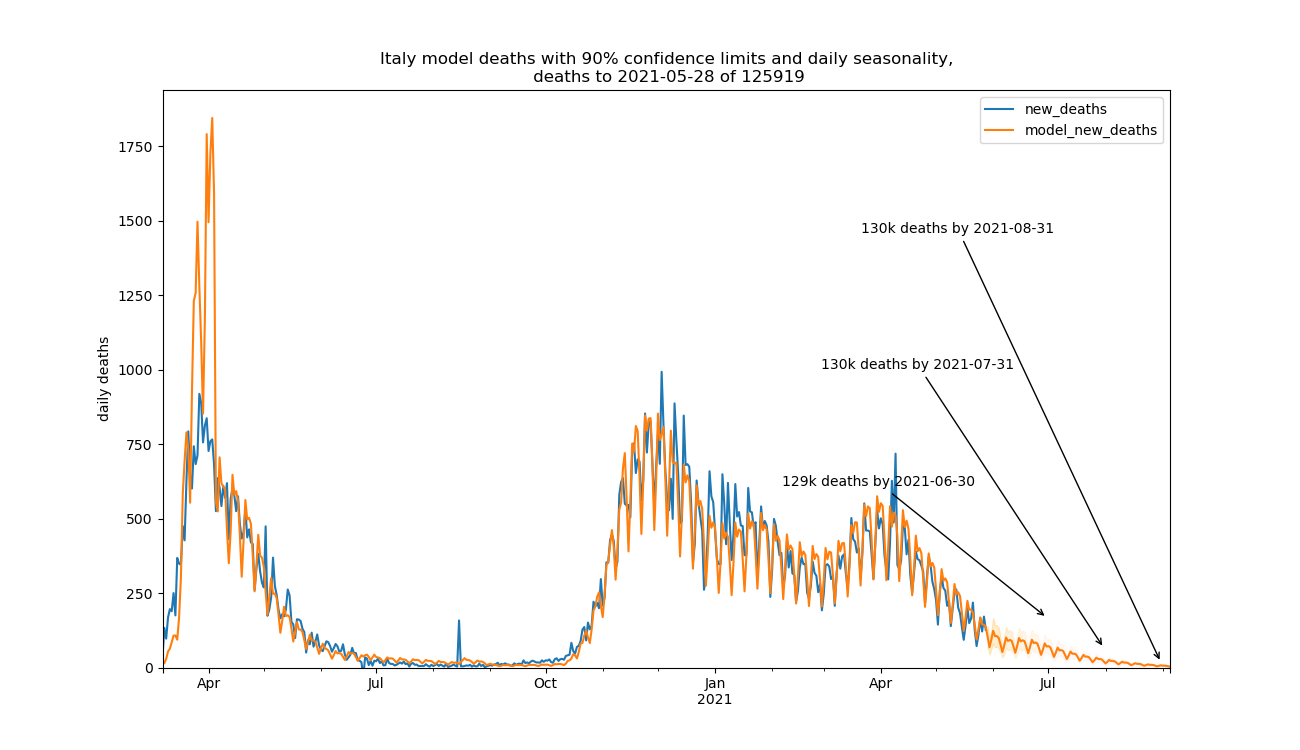 Italy model deaths with 90% confidence limits and daily seasonality,
deaths to 2021-05-28 of 125919
new_deaths
model_new_deaths
daily deaths
1750
1500
1250
1000
750
500
250
0
130k deaths by 2021-08-31
130k deaths by 2021-07-31
129k deaths by 2021-06-30
Apr
Jul
Oct
Jan
2021
Apr
Jul